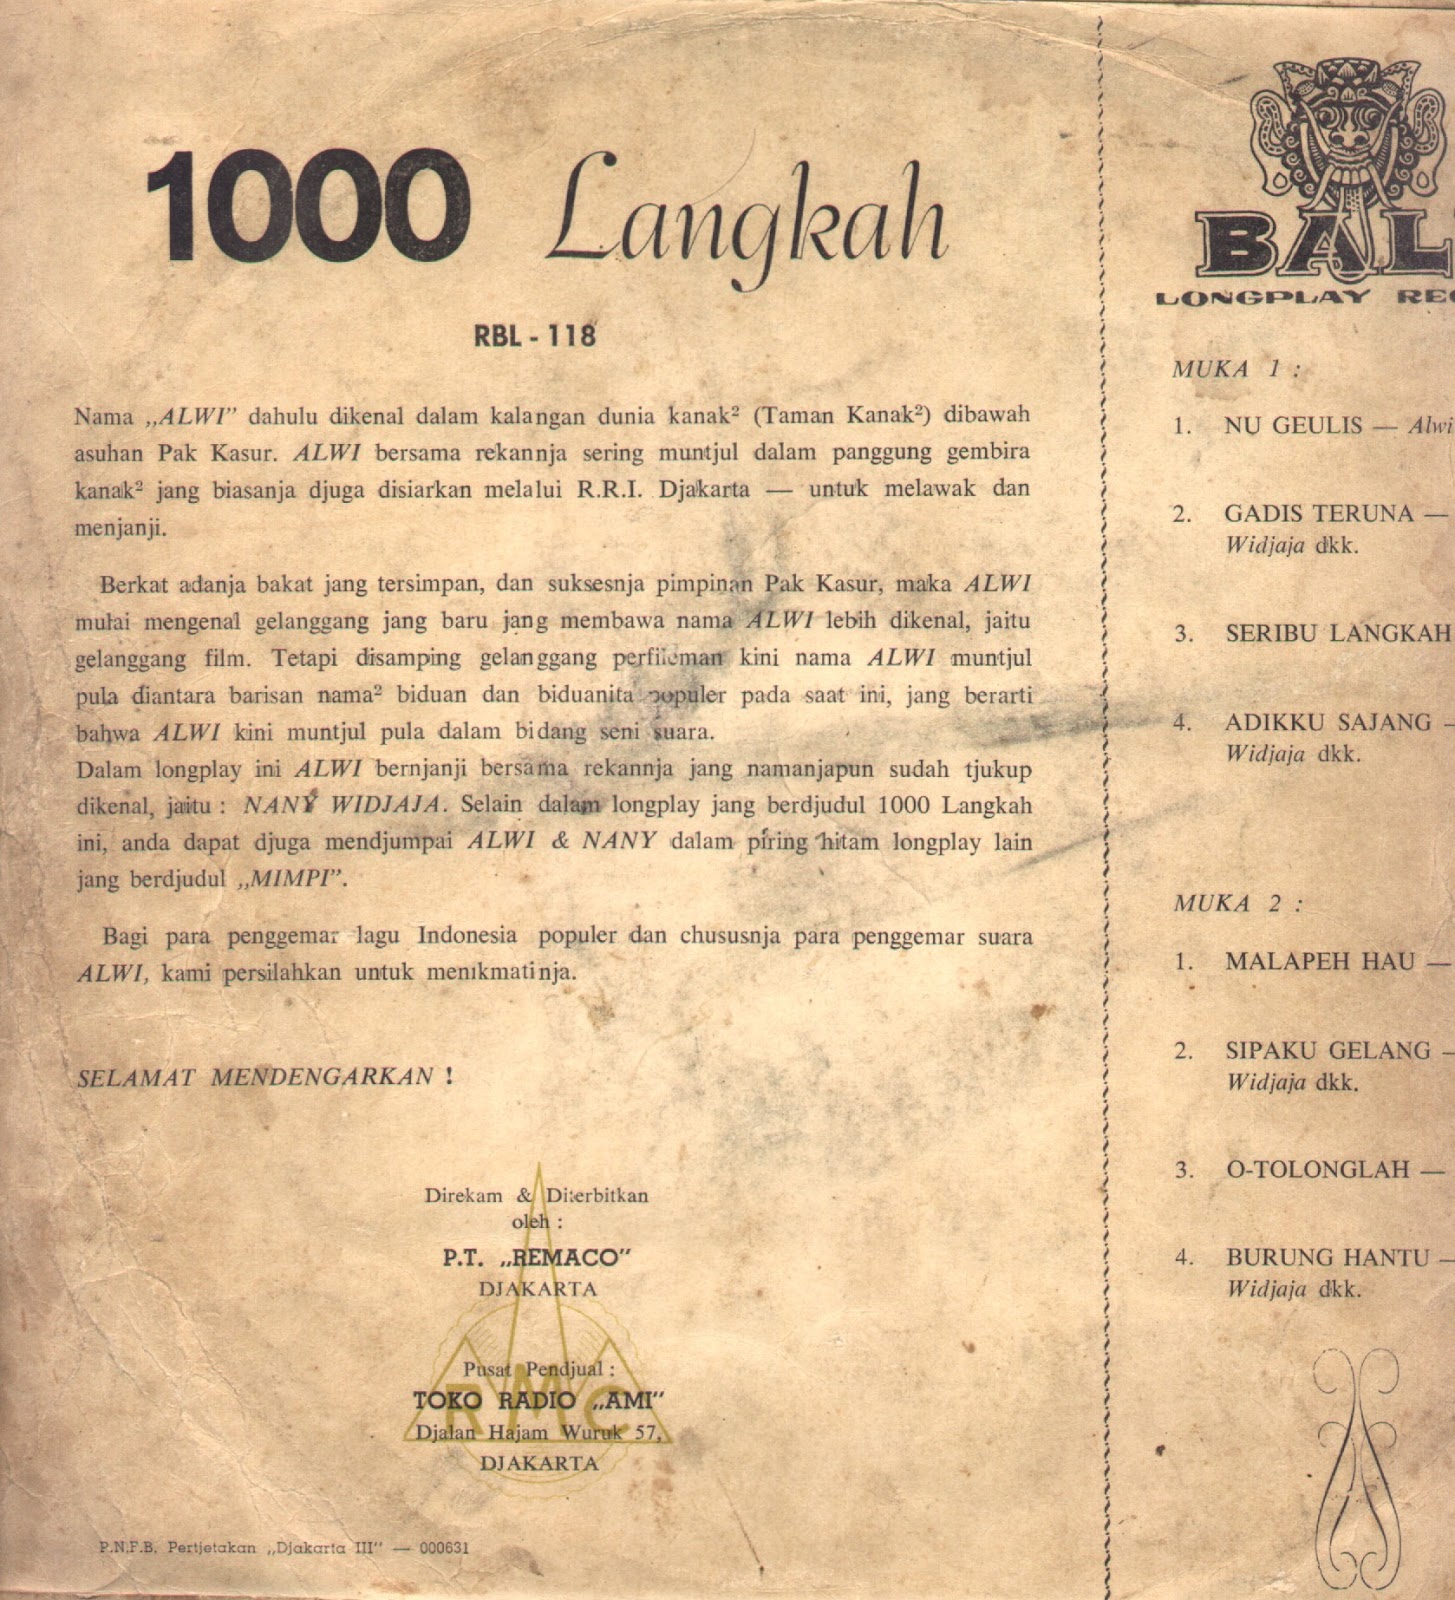 1000 Langkah
RBL - 118
Nama „ALWI” dahulu dikenal dalam kalangan dunia kanak² (Taman Kanak²) dibawah
asuhan Pak Kasur. ALWI bersama rekannja sering muntjul dalam panggung gembira
kanak² jang biasanja djuga disiarkan melalui R.R.I. Djakarta — untuk melawak dan
menjanji.
Berkat adanja bakat jang tersimpan, dan suksesnja pimpinan Pak Kasur, maka ALWI
mulai mengenal gelanggang jang baru jang membawa nama ALWI lebih dikenal, jaitu
gelanggang film. Tetapi disamping gelanggang perfileman kini nama ALWI muntjul
pula diantara barisan nama² biduan dan biduanita populer pada saat ini, jang berarti
bahwa ALWI kini muntjul pula dalam bidang seni suara.
Dalam longplay ini ALWI bernjanji bersama rekannja jang namanjapun sudah tjukup
dikenal, jaitu : NANY WIDJAJA. Selain dalam longplay jang berdjudul 1000 Langkah
ini, anda dapat djuga mendjumpai ALWI & NANY dalam piring hitam longplay lain
jang berdjudul „MIMPI”.
Bagi para penggemar lagu Indonesia populer dan chususnja para penggemar suara
ALWI, kami persilahkan untuk menikmatinja.
SELAMAT MENDENGARKAN !
Direkam & Diterbitkan
oleh :
P.T. „REMACO”
DJAKARTA
Pusat Pendjual :
TOKO RADIO „AMI”
Djalan Hajam Wuruk 57,
DJAKARTA
RMC
P.N.F.B. Pertjetakan „Djakarta III” — 000631
BAL
LONGPLAY REC
MUKA 1 :
1. NU GEULIS — Alwi
2. GADIS TERUNA —
Widjaja dkk.
3. SERIBU LANGKAH
4. ADIKKU SAJANG —
Widjaja dkk.
MUKA 2 :
1. MALAPEH HAU —
2. SIPAKU GELANG —
Widjaja dkk.
3. O-TOLONGLAH —
4. BURUNG HANTU —
Widjaja dkk.